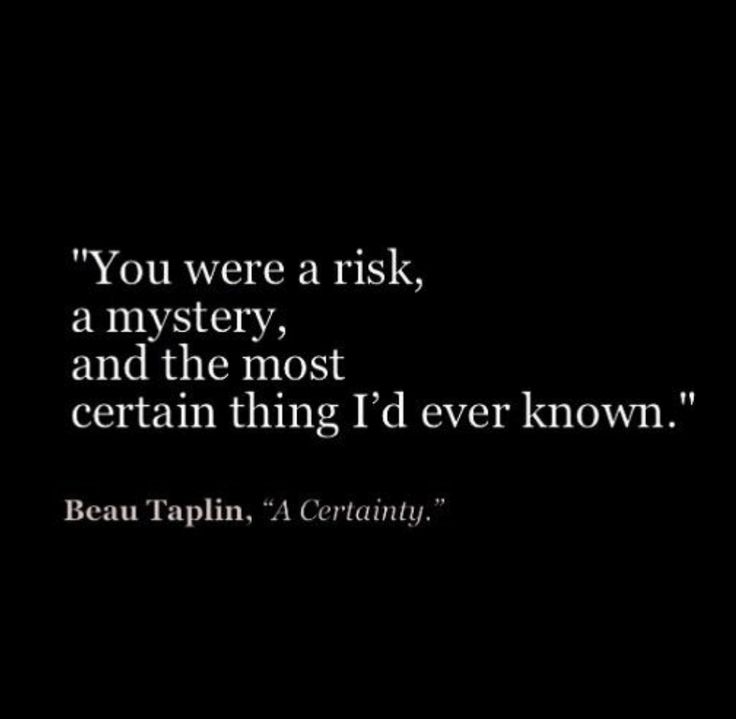 "You were a risk,
a mystery,
and the most
certain thing I’d ever known."
Beau Taplin, “A Certainty.”